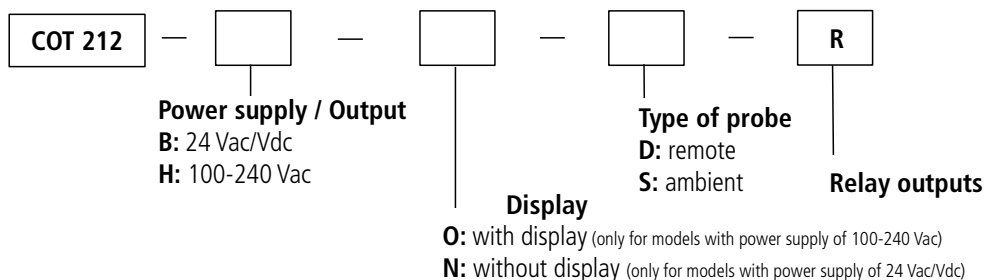 COT 212 — — — — R
Power supply / Output
B: 24 Vac/Vdc
H: 100-240 Vac
Display
O: with display (only for models with power supply of 100-240 Vac)
N: without display (only for models with power supply of 24 Vac/Vdc)
Type of probe
D: remote
S: ambient
Relay outputs